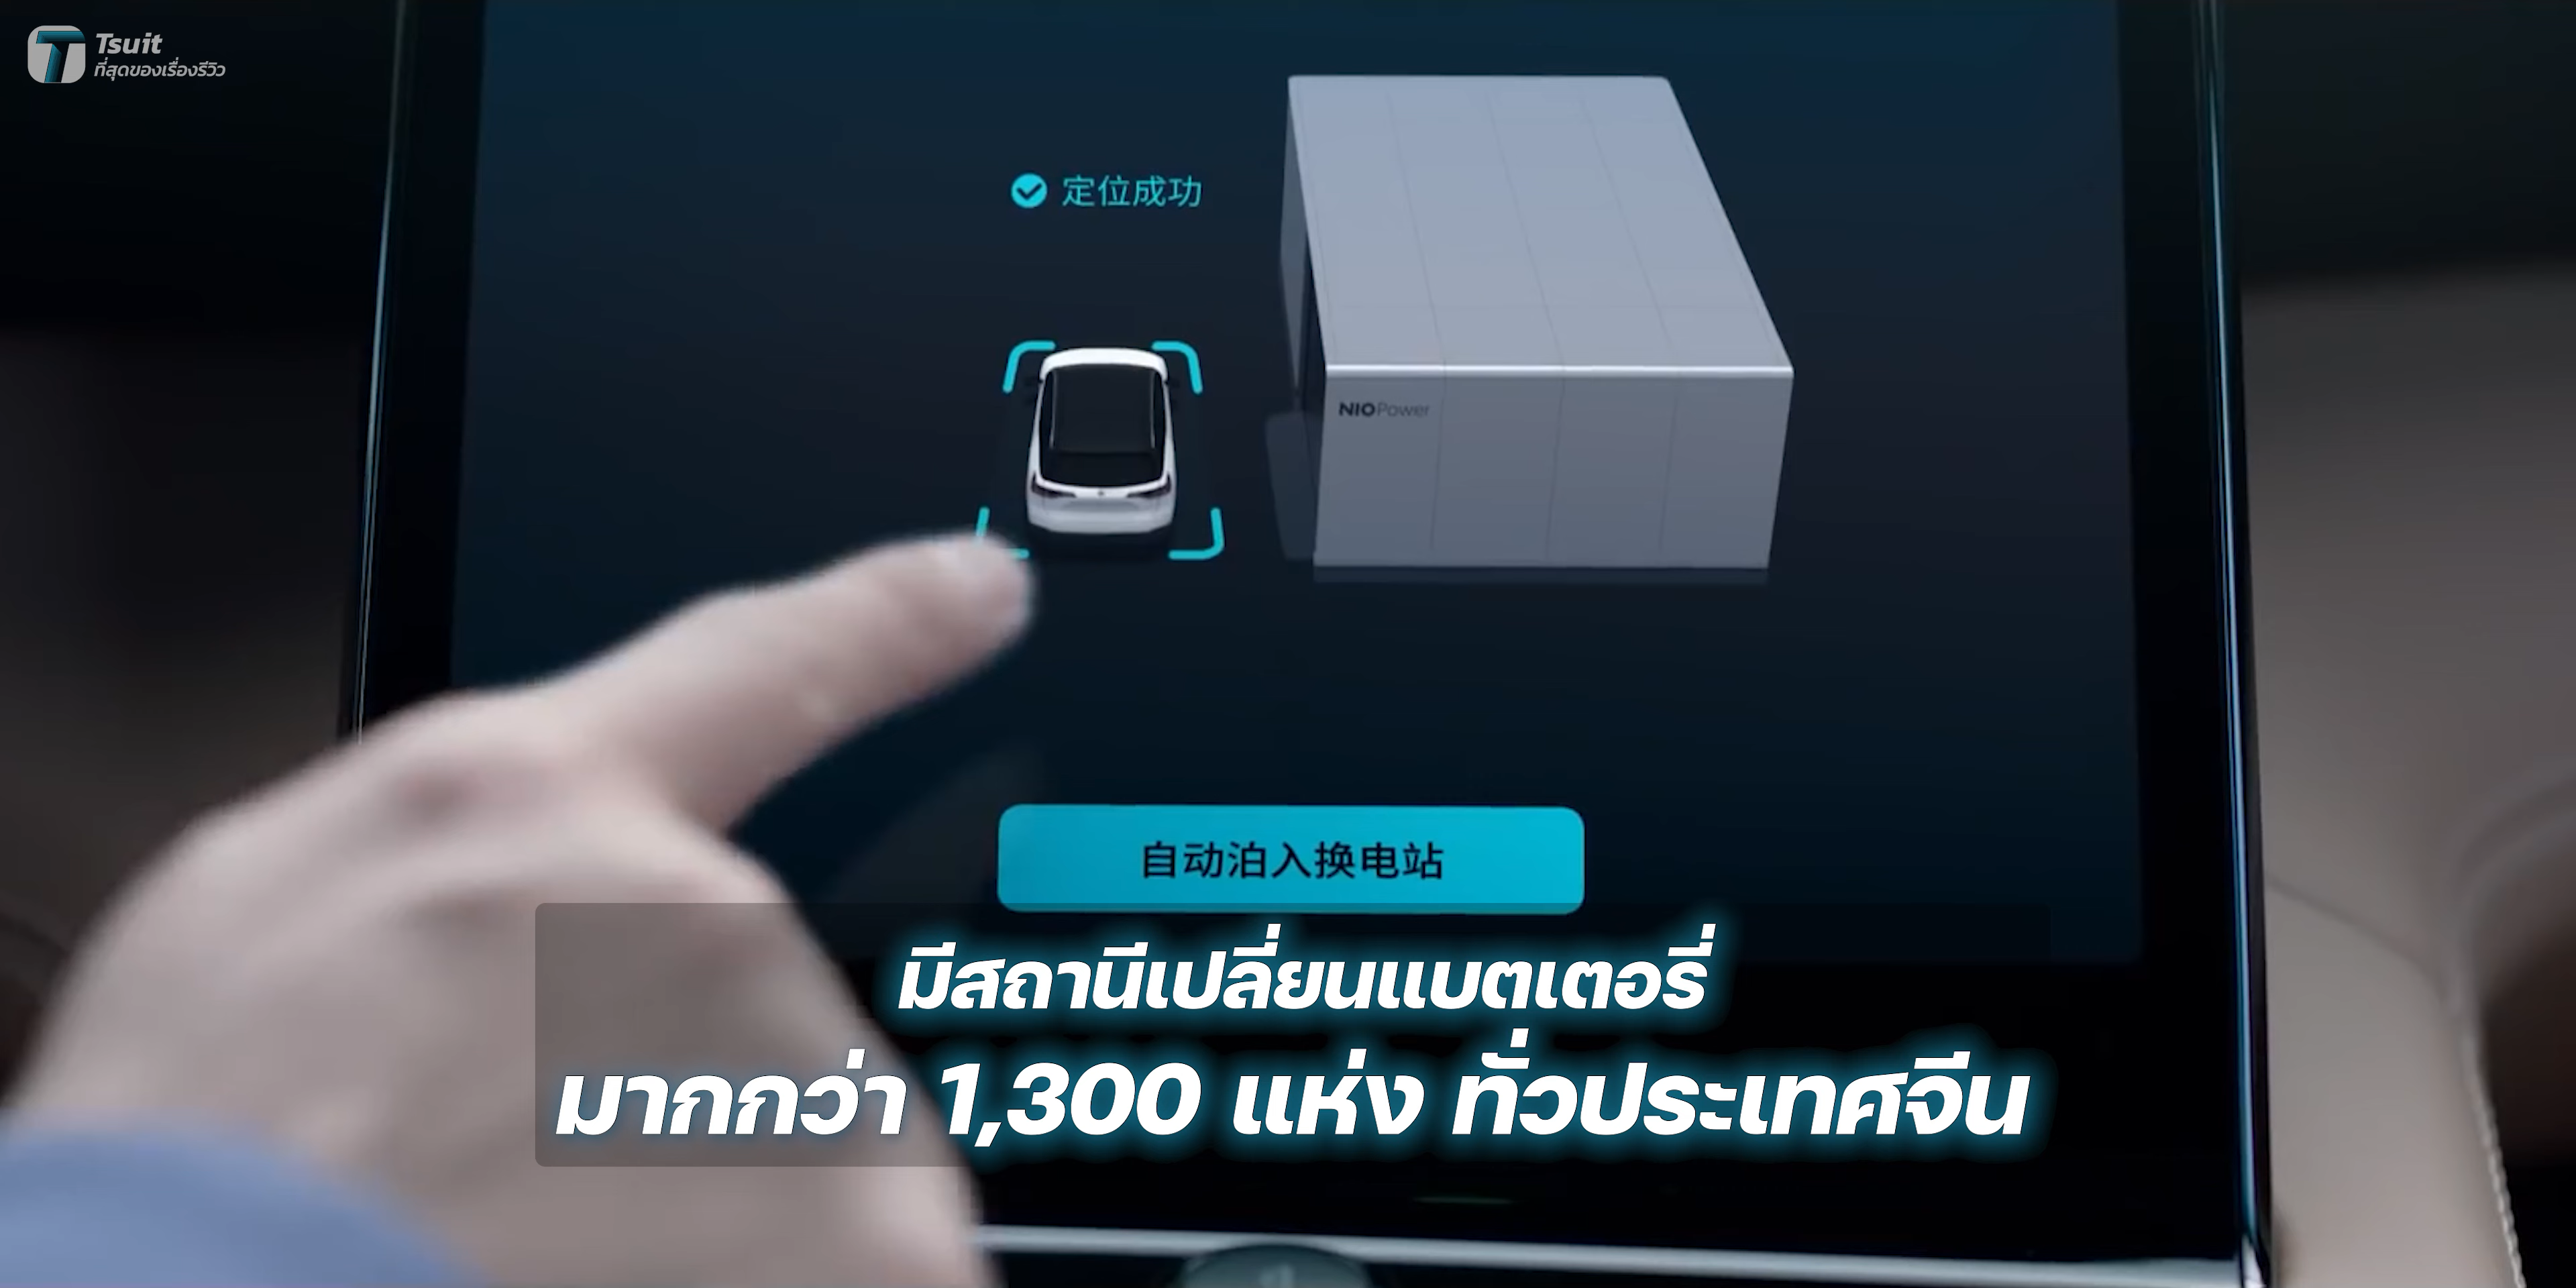 Tsuit
ที่สุดของเรื่องรีวิว
定位成功
NIOPower
自动泊入换电站
มีสถานีเปลี่ยนแบตเตอรี่
มากกว่า 1,300 แห่ง ทั่วประเทศจีน